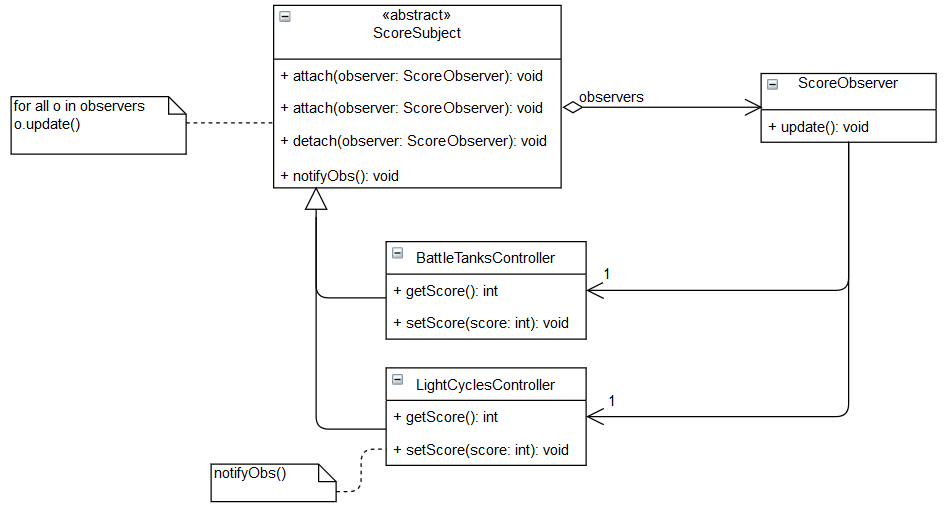 «abstract»
ScoreSubject
+ attach(observer: ScoreObserver): void
+ attach(observer: ScoreObserver): void
+ detach(observer: ScoreObserver): void
+ notifyObs(): void
for all o in observers
o.update()
observers
ScoreObserver
+ update(): void
BattleTanksController
+ getScore(): int
+ setScore(score: int): void
1
LightCyclesController
+ getScore(): int
+ setScore(score: int): void
1
notifyObs()